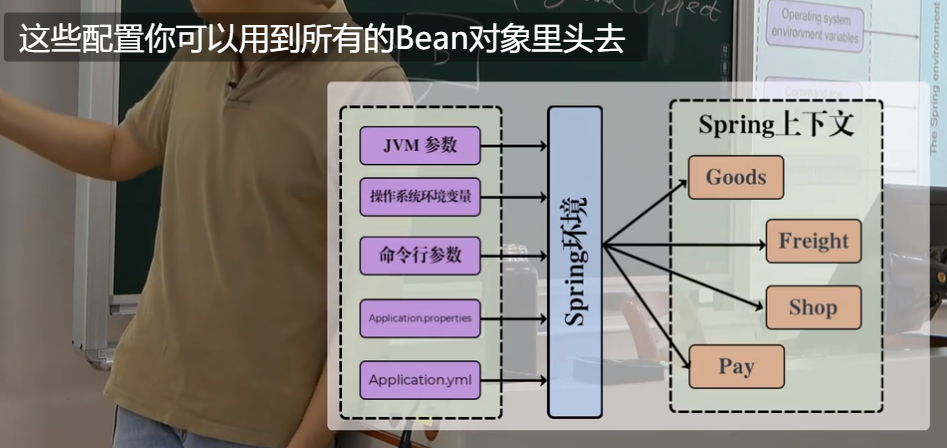 这些配置你可以用到所有的Bean对象里头去
Operating system
environment variables
Command line
The Spring environment
JVM 参数
操作系统环境变量
命令行参数
Application.properties
Application.yml
Spring环境
Spring上下文
Goods
Freight
Shop
Pay